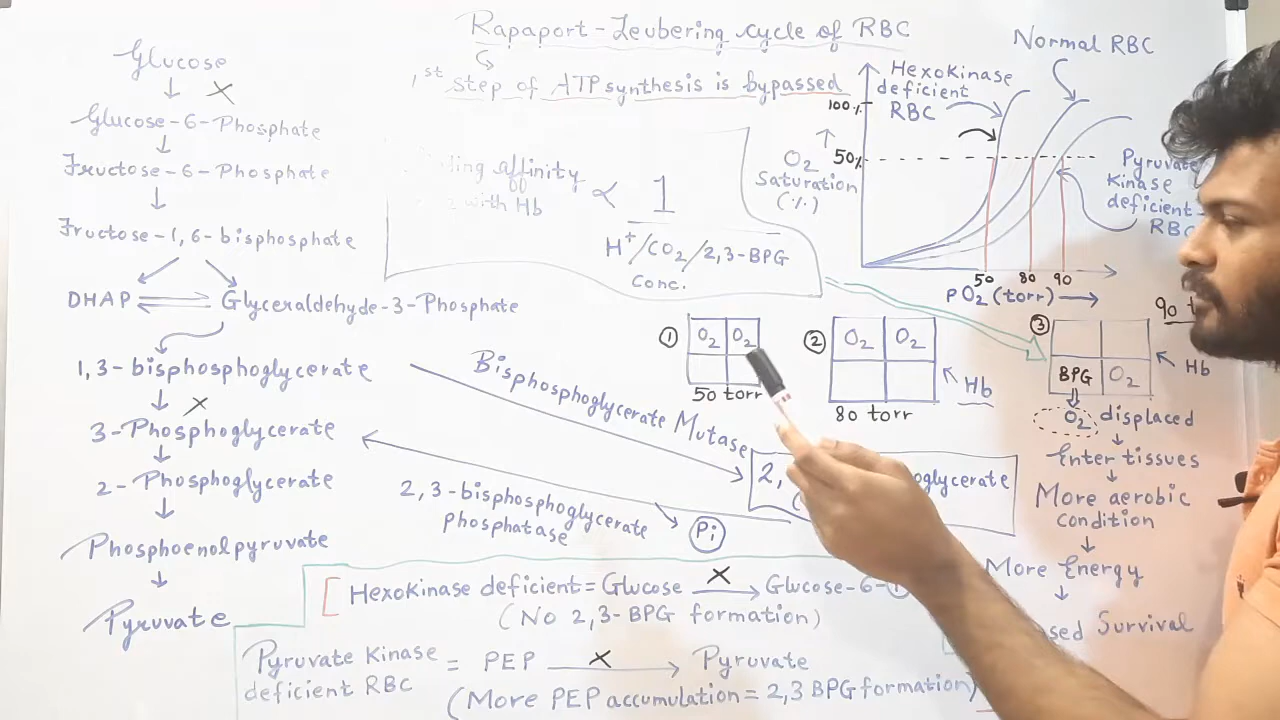 Rapaport-Leubering cycle of RBC
1st step of ATP synthesis is bypassed
Glucose
Glucose-6-Phosphate
Fructose-6-Phosphate
Fructose-1,6-bisphosphate
DHAP
Glyceraldehyde-3-Phosphate
1,3-bisphosphoglycerate
3-Phosphoglycerate
2-Phosphoglycerate
Phosphoenolpyruvate
Pyruvate
affinity
with Hb
∝ 1
H+/CO2/2,3-BPG
Conc.
Normal RBC
Hexokinase
deficient
RBC
100%
50%
O2
Saturation
(%)
Pyruvate
Kinase
deficient
RBC
50 80 90
pO2 (torr)
① O2 O2
50 torr
② O2 O2
80 torr
Hb
③
90
BPG O2
Hb
O2 displaced
Enter tissues
More aerobic
condition
More Energy
Survival
Bisphosphoglycerate Mutase
2,
2,3-bisphosphoglycerate
phosphatase
Pi
Hexokinase deficient = Glucose X Glucose-6-
(No 2,3-BPG formation)
Pyruvate Kinase
deficient RBC
= PEP X Pyruvate
(More PEP accumulation = 2,3 BPG formation)